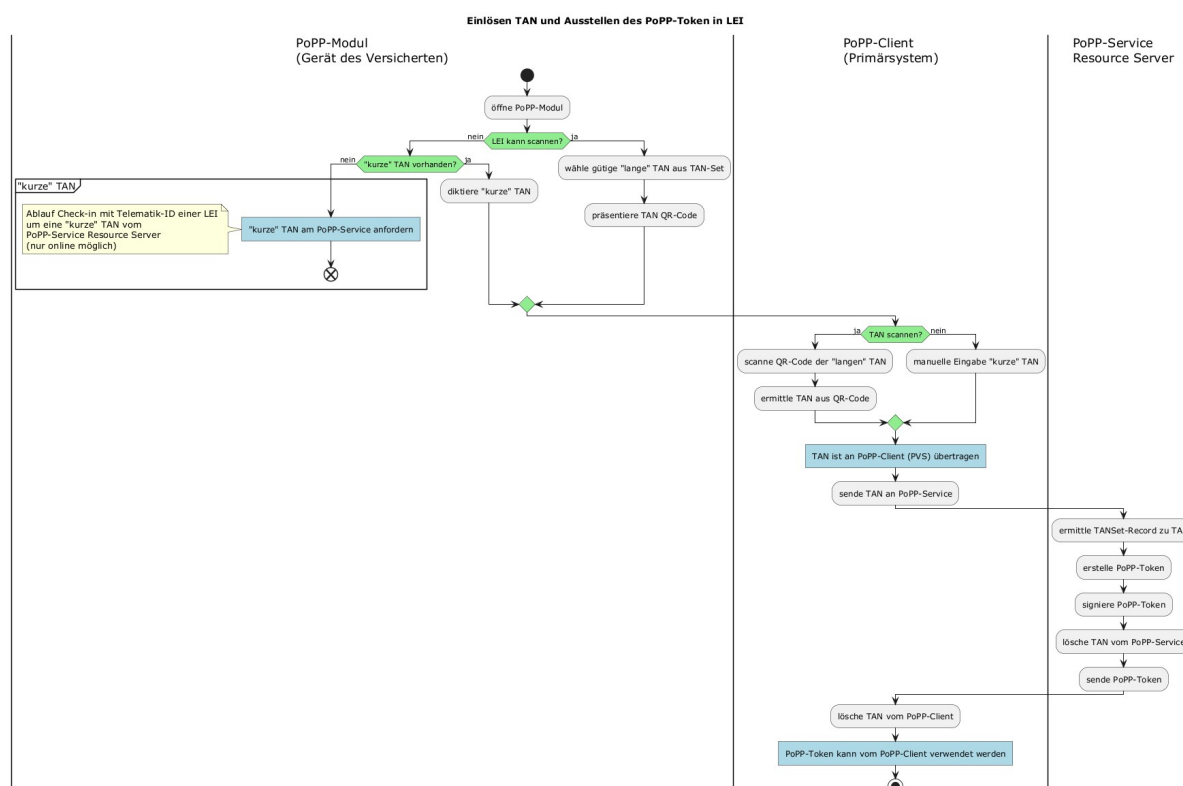 Einlösen TAN und Ausstellen des PoPP-Token in LEI
PoPP-Modul
(Gerät des Versicherten)
PoPP-Client
(Primärsystem)
PoPP-Service
Resource Server
öffne PoPP-Modul
nein
LEI kann scannen?
ja
nein
"kurze" TAN vorhanden?
ja
wähle gütige "lange" TAN aus TAN-Set
"kurze" TAN
diktiere "kurze" TAN
präsentiere TAN QR-Code
Ablauf Check-in mit Telematik-ID einer LEI
um eine "kurze" TAN vom
PoPP-Service Resource Server
(nur online möglich)
"kurze" TAN am PoPP-Service anfordern
ja
TAN scannen?
nein
scanne QR-Code der "langen" TAN
manuelle Eingabe "kurze" TAN
ermittle TAN aus QR-Code
TAN ist an PoPP-Client (PVS) übertragen
sende TAN an PoPP-Service
ermittle TANSet-Record zu TA
erstelle PoPP-Token
signiere PoPP-Token
lösche TAN vom PoPP-Service
sende PoPP-Token
lösche TAN vom PoPP-Client
PoPP-Token kann vom PoPP-Client verwendet werden